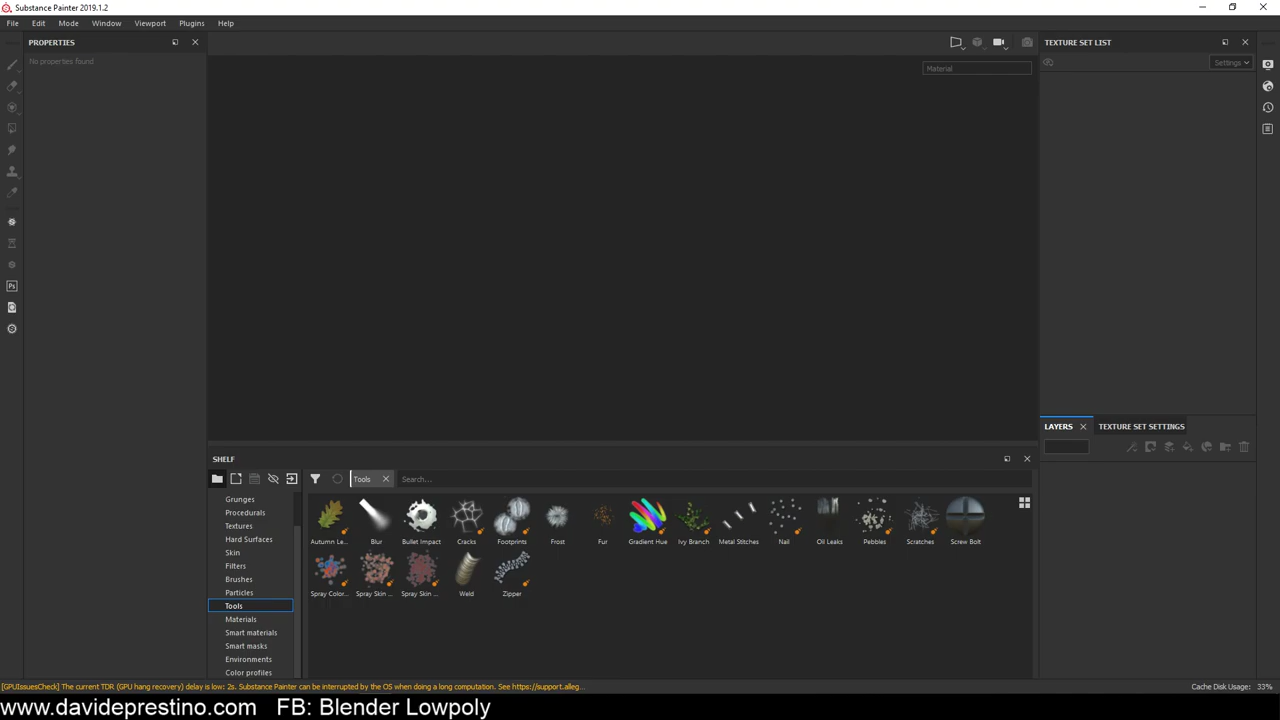 Substance Painter 2019.1.2
File Edit Mode Window Viewport Plugins Help
PROPERTIES
No properties found
Material
TEXTURE SET LIST
Settings
LAYERS TEXTURE SET SETTINGS
SHELF
Tools Search...
Grunges
Procedurals
Textures
Hard Surfaces
Skin
Filters
Brushes
Particles
Tools
Materials
Smart materials
Smart masks
Environments
Color profiles
Autumn Le... Blur Bullet Impact Cracks Footprints Frost Fur Gradient Hue Ivy Branch Metal Stitches Nail Oil Leaks Pebbles Scratches Screw Bolt
Spray Color... Spray Skin ... Spray Skin ... Weld Zipper
Ps
[GPUIssuesCheck] The current TDR (GPU hang recovery) delay is low: 2s. Substance Painter can be interrupted by the OS when doing a long computation. See https://support.alleg...
Cache Disk Usage: 33%
www.davideprestino.com FB: Blender Lowpoly